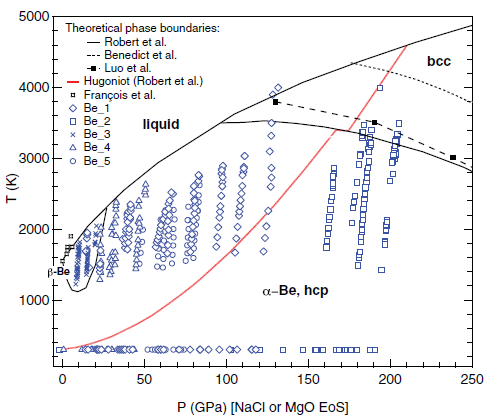 5000
4000
3000
2000
1000
T (K)
Theoretical phase boundaries:
Robert et al.
Benedict et al.
Luo et al.
Hugoniot (Robert et al.)
François et al.
Be_1
Be_2
Be_3
Be_4
Be_5
liquid
bcc
β-Be
α–Be, hcp
0 50 100 150 200 250
P (GPa) [NaCl or MgO EoS]